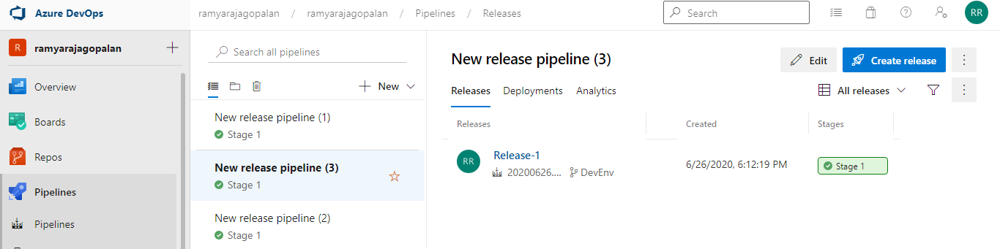 Azure DevOps
ramyarajagopalan / ramyarajagopalan / Pipelines / Releases
Search
RR
R
ramyarajagopalan
Overview
Boards
Repos
Pipelines
Pipelines
Search all pipelines
New
New release pipeline (1)
Stage 1
New release pipeline (3)
Stage 1
New release pipeline (2)
Stage 1
New release pipeline (3)
Edit
Create release
Releases Deployments Analytics
All releases
Releases Created Stages
RR
Release-1
20200626.... DevEnv
6/26/2020, 6:12:19 PM
Stage 1